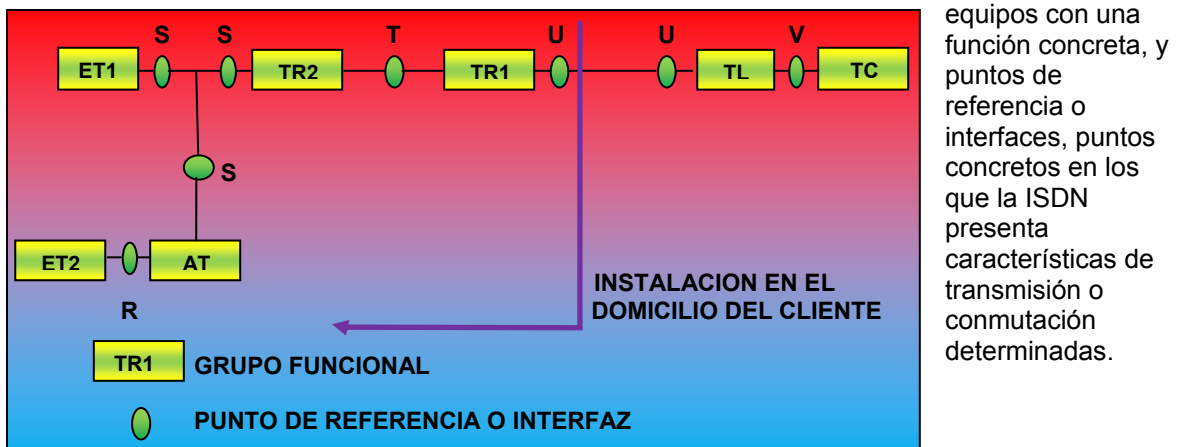 S S T U U V
ET1 TR2 TR1 TL TC
S
ET2 AT
R
INSTALACION EN EL
DOMICILIO DEL CLIENTE
TR1 GRUPO FUNCIONAL
PUNTO DE REFERENCIA O INTERFAZ
equipos con una
función concreta, y
puntos de
referencia o
interfaces, puntos
concretos en los
que la ISDN
presenta
características de
transmisión o
conmutación
determinadas.